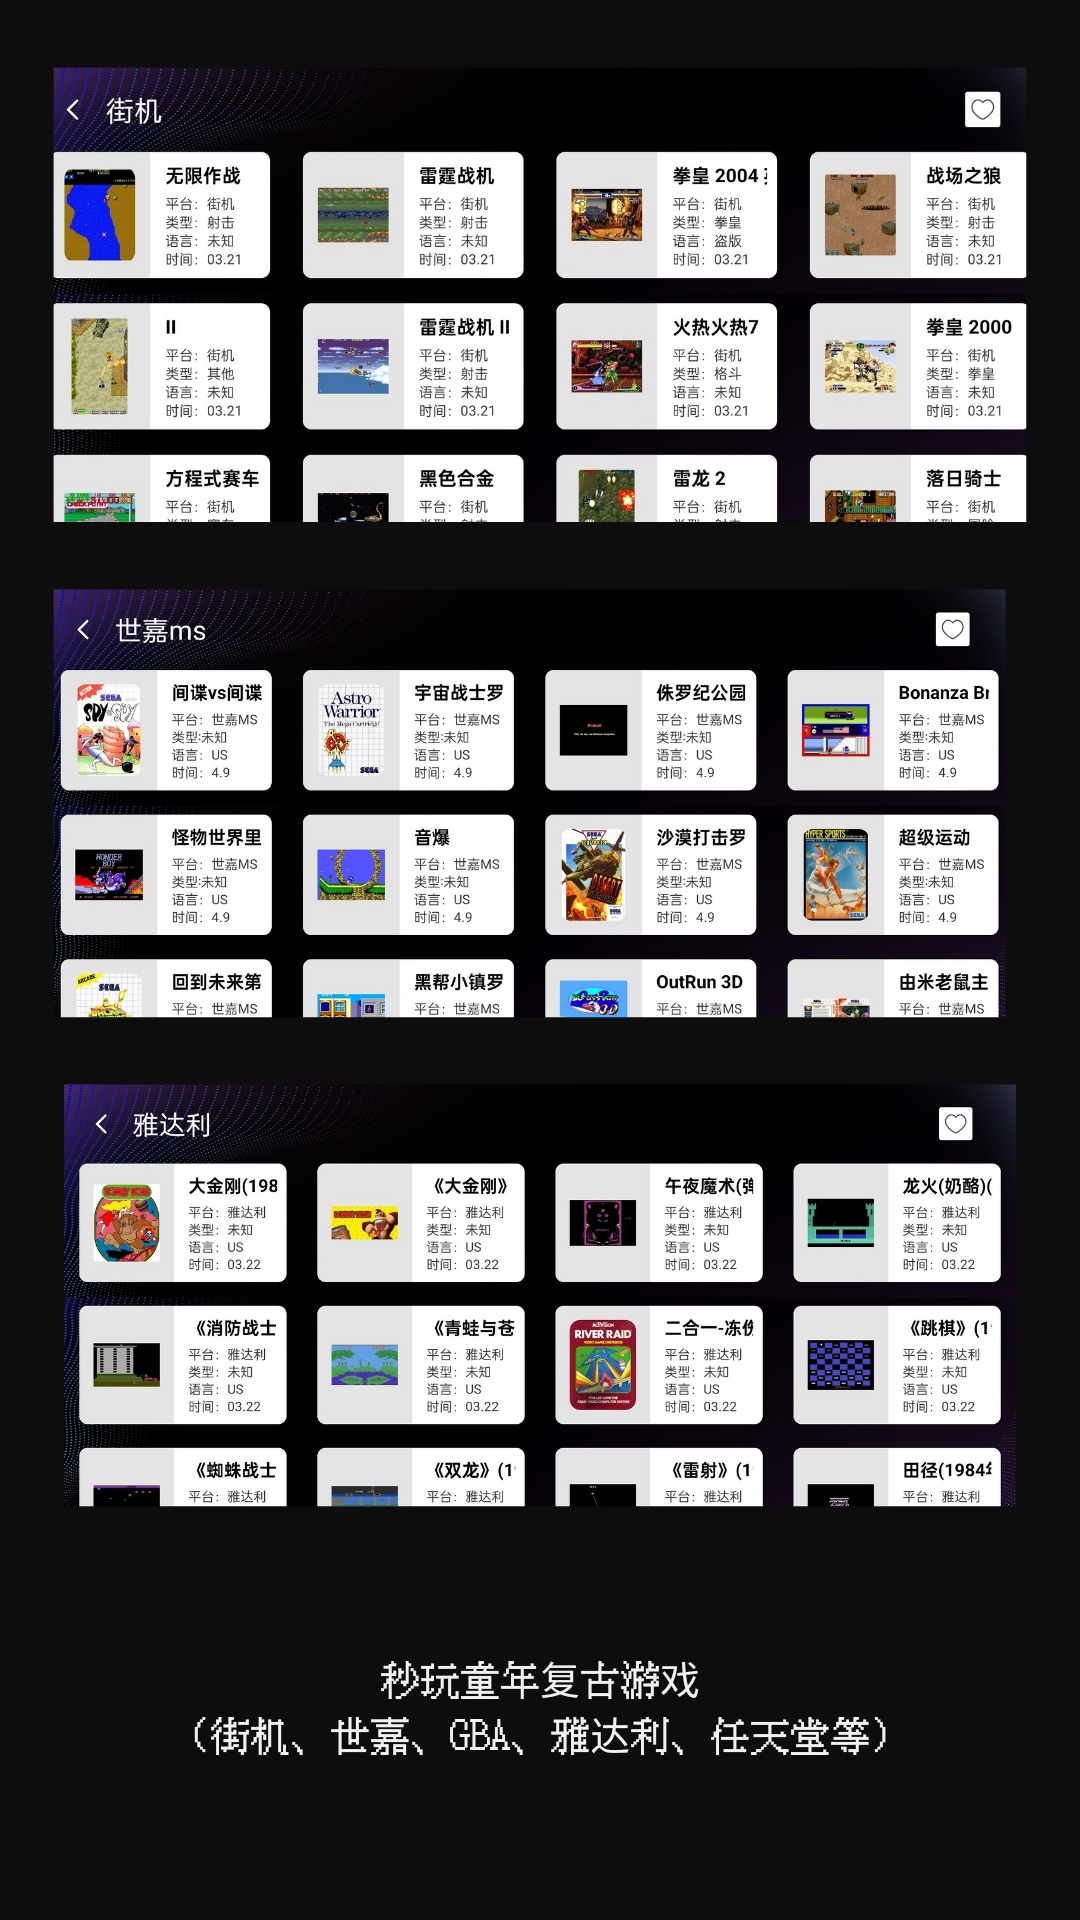 街机
无限作战
平台：街机
类型：射击
语言：未知
时间：03.21
雷霆战机
平台：街机
类型：射击
语言：未知
时间：03.21
拳皇 2004
平台：街机
类型：拳皇
语言：盗版
时间：03.21
战场之狼
平台：街机
类型：射击
语言：未知
时间：03.21
II
平台：街机
类型：其他
语言：未知
时间：03.21
雷霆战机 II
平台：街机
类型：射击
语言：未知
时间：03.21
火热火热7
平台：街机
类型：格斗
语言：未知
时间：03.21
拳皇 2000
平台：街机
类型：拳皇
语言：未知
时间：03.21
方程式赛车
平台：街机
黑色合金
平台：街机
雷龙 2
平台：街机
落日骑士
平台：街机
世嘉ms
SEGA
SPY vs SPY
间谍vs间谍
平台：世嘉MS
类型:未知
语言：US
时间：4.9
Astro
Warrior
The Mega Cartridge
SEGA
宇宙战士罗
平台：世嘉MS
类型:未知
语言：US
时间：4.9
侏罗纪公园
平台：世嘉MS
类型:未知
语言：US
时间：4.9
Bonanza Br
平台：世嘉MS
类型:未知
语言：US
时间：4.9
WONDER
BOY
怪物世界里
平台：世嘉MS
类型:未知
语言：US
时间：4.9
音爆
平台：世嘉MS
类型:未知
语言：US
时间：4.9
沙漠打击罗
平台：世嘉MS
类型:未知
语言：US
时间：4.9
HYPER SPORTS
SEGA
超级运动
平台：世嘉MS
类型:未知
语言：US
时间：4.9
ARCADE
SEGA
回到未来第
平台：世嘉MS
黑帮小镇罗
平台：世嘉MS
OutRun 3D
平台：世嘉MS
由米老鼠主
平台：世嘉MS
雅达利
大金刚(198
平台：雅达利
类型：未知
语言：US
时间：03.22
《大金刚》
平台：雅达利
类型：未知
语言：US
时间：03.22
午夜魔术(弹
平台：雅达利
类型：未知
语言：US
时间：03.22
龙火(奶酪)(
平台：雅达利
类型：未知
语言：US
时间：03.22
《消防战士
平台：雅达利
类型：未知
语言：US
时间：03.22
《青蛙与苍
平台：雅达利
类型：未知
语言：US
时间：03.22
ACTIVISION
RIVER RAID
VIDEO GAME CARTRIDGE
二合一-冻伤
平台：雅达利
类型：未知
语言：US
时间：03.22
《跳棋》(1
平台：雅达利
类型：未知
语言：US
时间：03.22
《蜘蛛战士
平台：雅达利
《双龙》(1
平台：雅达利
《雷射》(1
平台：雅达利
田径(1984年
平台：雅达利
秒玩童年复古游戏
（街机、世嘉、GBA、雅达利、任天堂等）